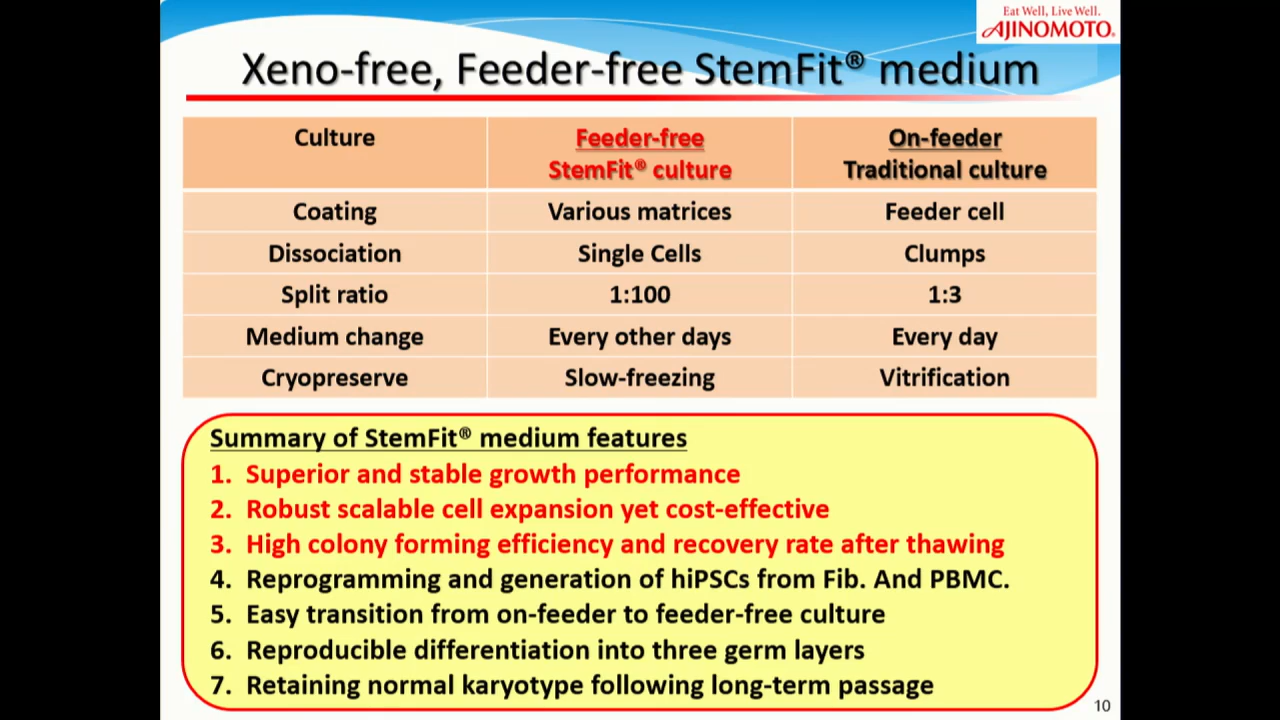 Eat Well, Live Well.
AJINOMOTO®
Xeno-free, Feeder-free StemFit® medium
Culture
Feeder-free
StemFit® culture
On-feeder
Traditional culture
Coating Various matrices Feeder cell
Dissociation Single Cells Clumps
Split ratio 1:100 1:3
Medium change Every other days Every day
Cryopreserve Slow-freezing Vitrification
Summary of StemFit® medium features
1. Superior and stable growth performance
2. Robust scalable cell expansion yet cost-effective
3. High colony forming efficiency and recovery rate after thawing
4. Reprogramming and generation of hiPSCs from Fib. And PBMC.
5. Easy transition from on-feeder to feeder-free culture
6. Reproducible differentiation into three germ layers
7. Retaining normal karyotype following long-term passage
10